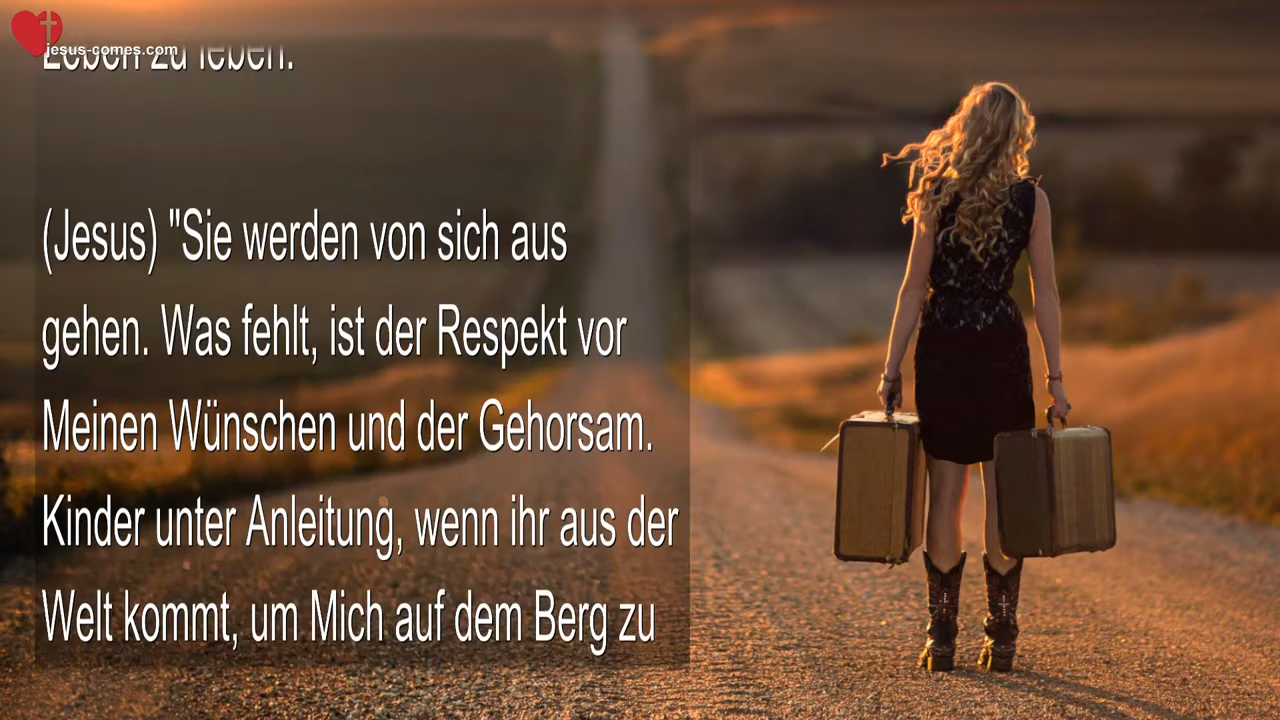 jesus-comes.com
Leben zu leben.
(Jesus) "Sie werden von sich aus
gehen. Was fehlt, ist der Respekt vor
Meinen Wünschen und der Gehorsam.
Kinder unter Anleitung, wenn ihr aus der
Welt kommt, um Mich auf dem Berg zu